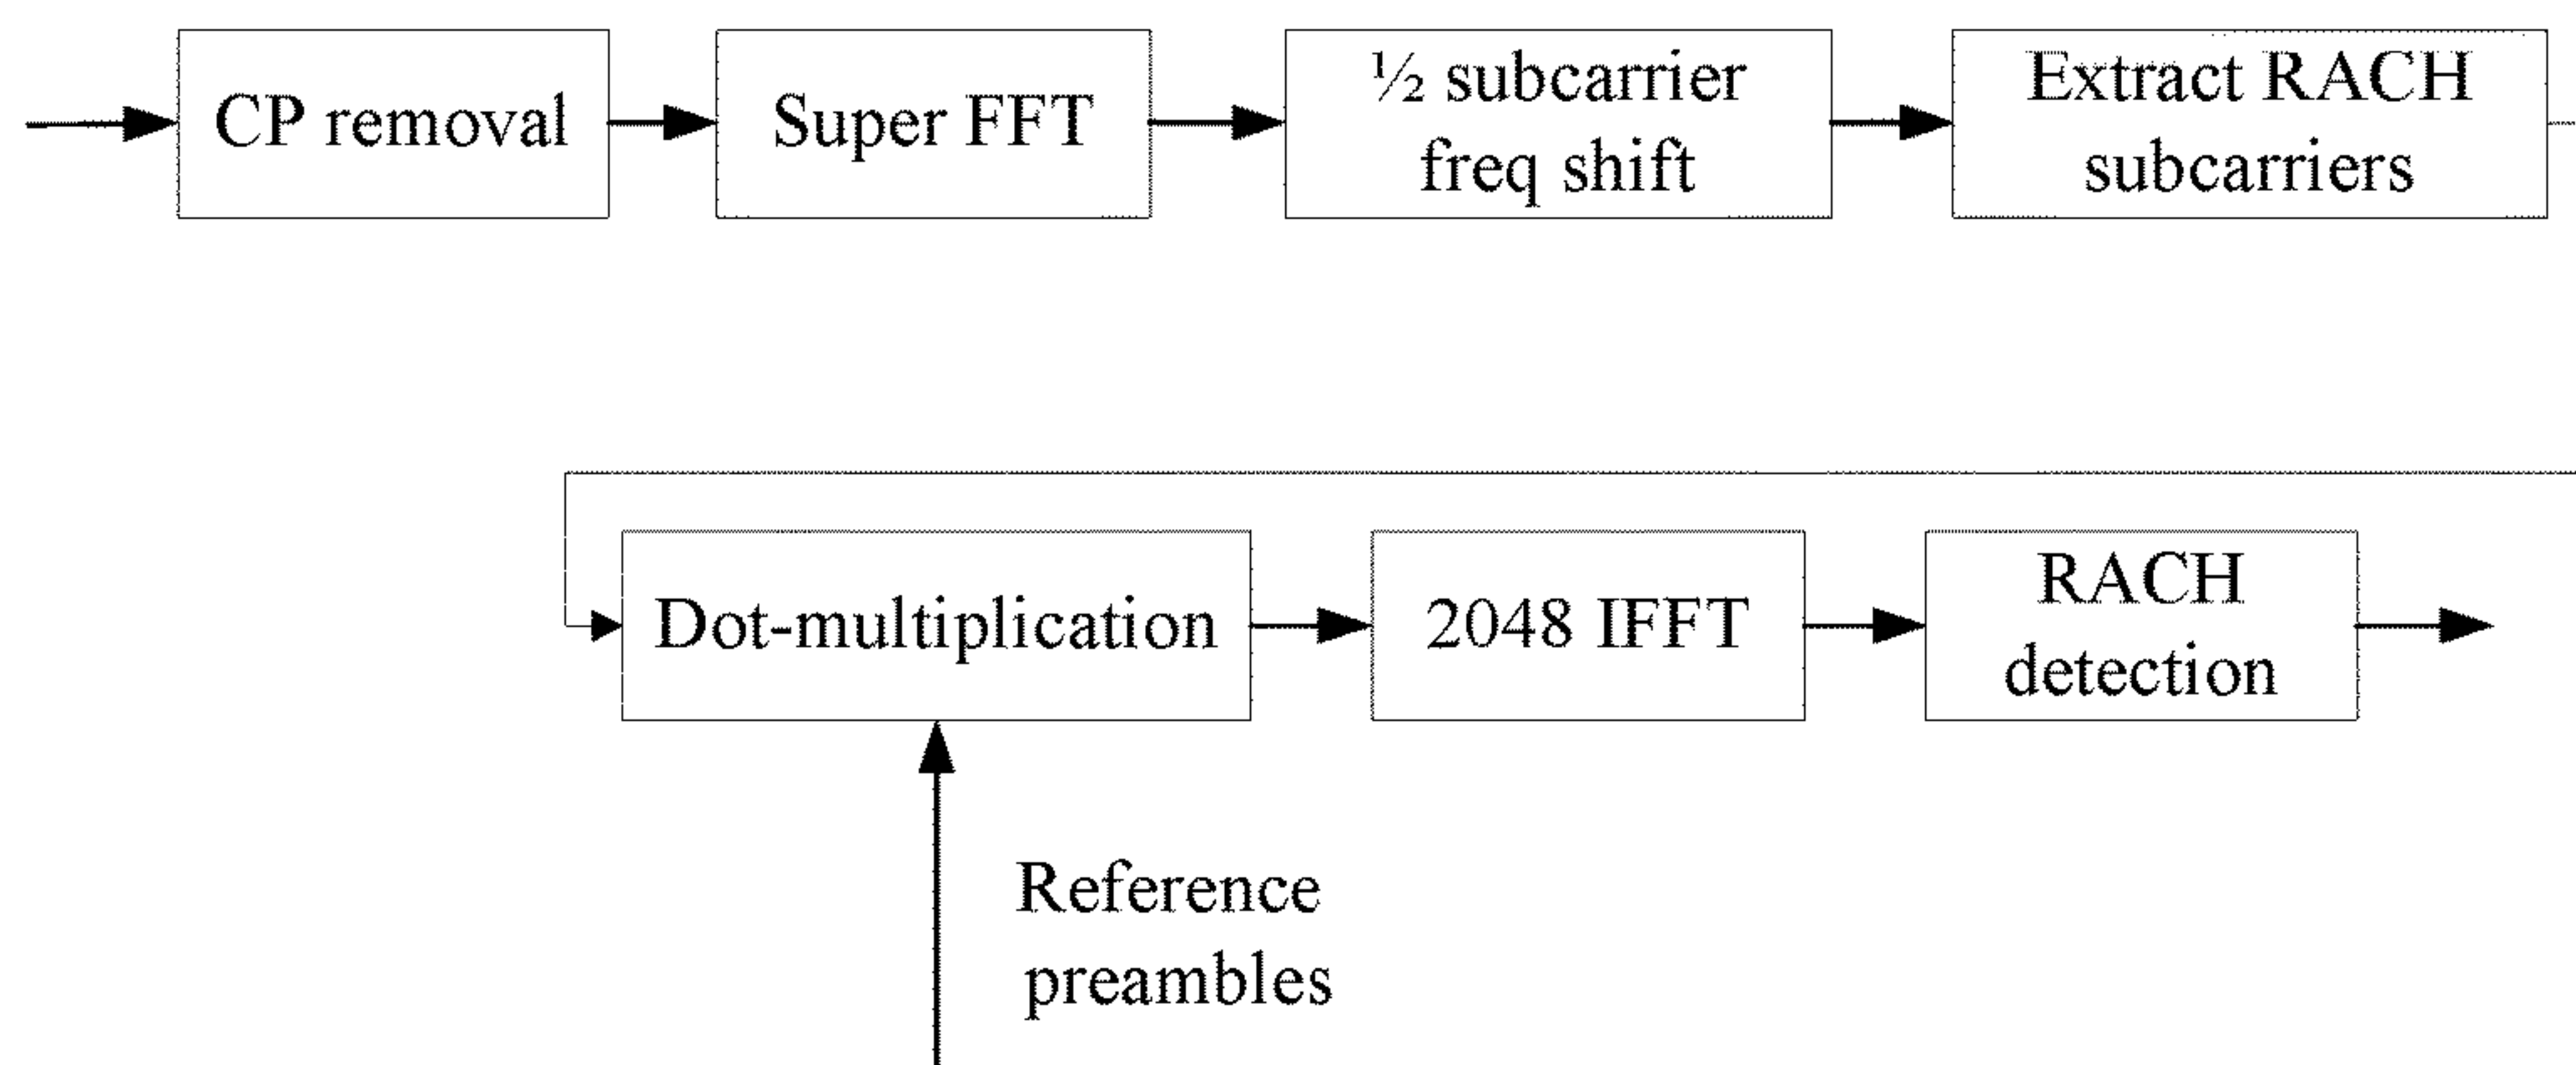 CP removal
Super FFT
½ subcarrier
freq shift
Extract RACH
subcarriers
Dot-multiplication
2048 IFFT
RACH
detection
Reference
preambles